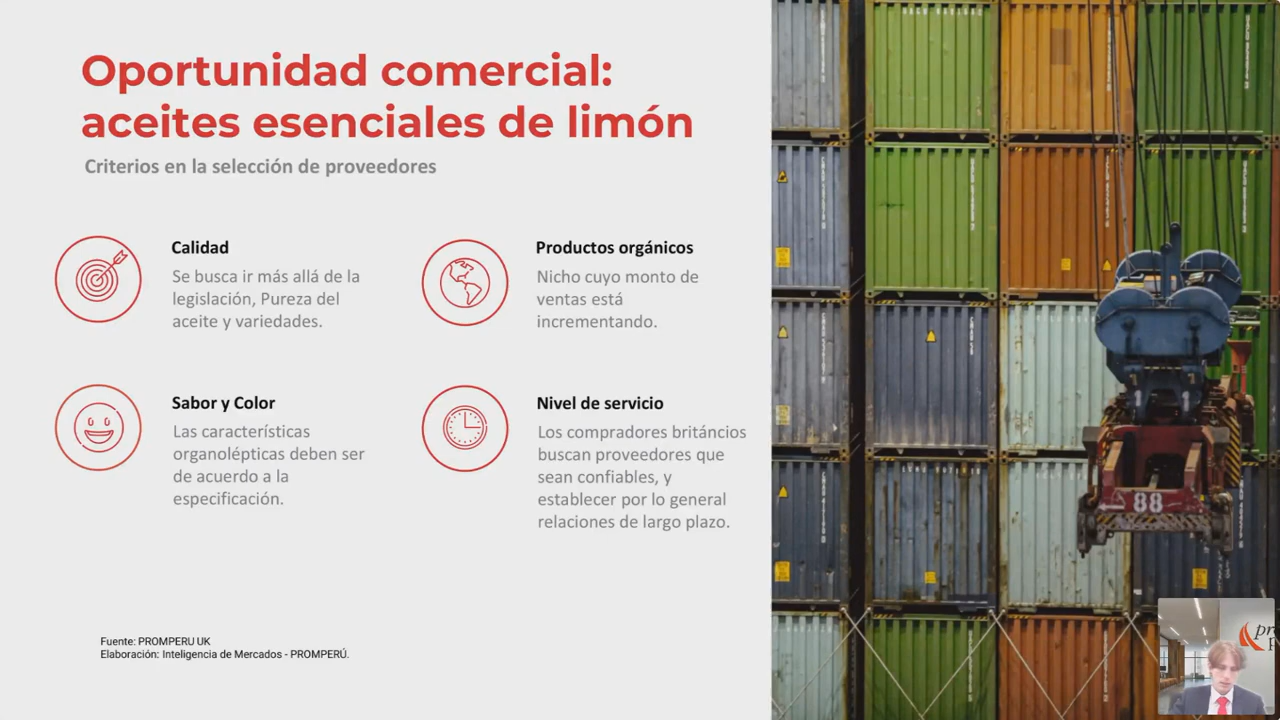 Oportunidad comercial:
aceites esenciales de limón
Criterios en la selección de proveedores
Calidad
Se busca ir más allá de la
legislación, Pureza del
aceite y variedades.
Productos orgánicos
Nicho cuyo monto de
ventas está
incrementando.
Sabor y Color
Las características
organolépticas deben ser
de acuerdo a la
especificación.
Nivel de servicio
Los compradores británcios
buscan proveedores que
sean confiables, y
establecer por lo general
relaciones de largo plazo.
Fuente: PROMPERU UK
Elaboración: Inteligencia de Mercados - PROMPERÚ.
88